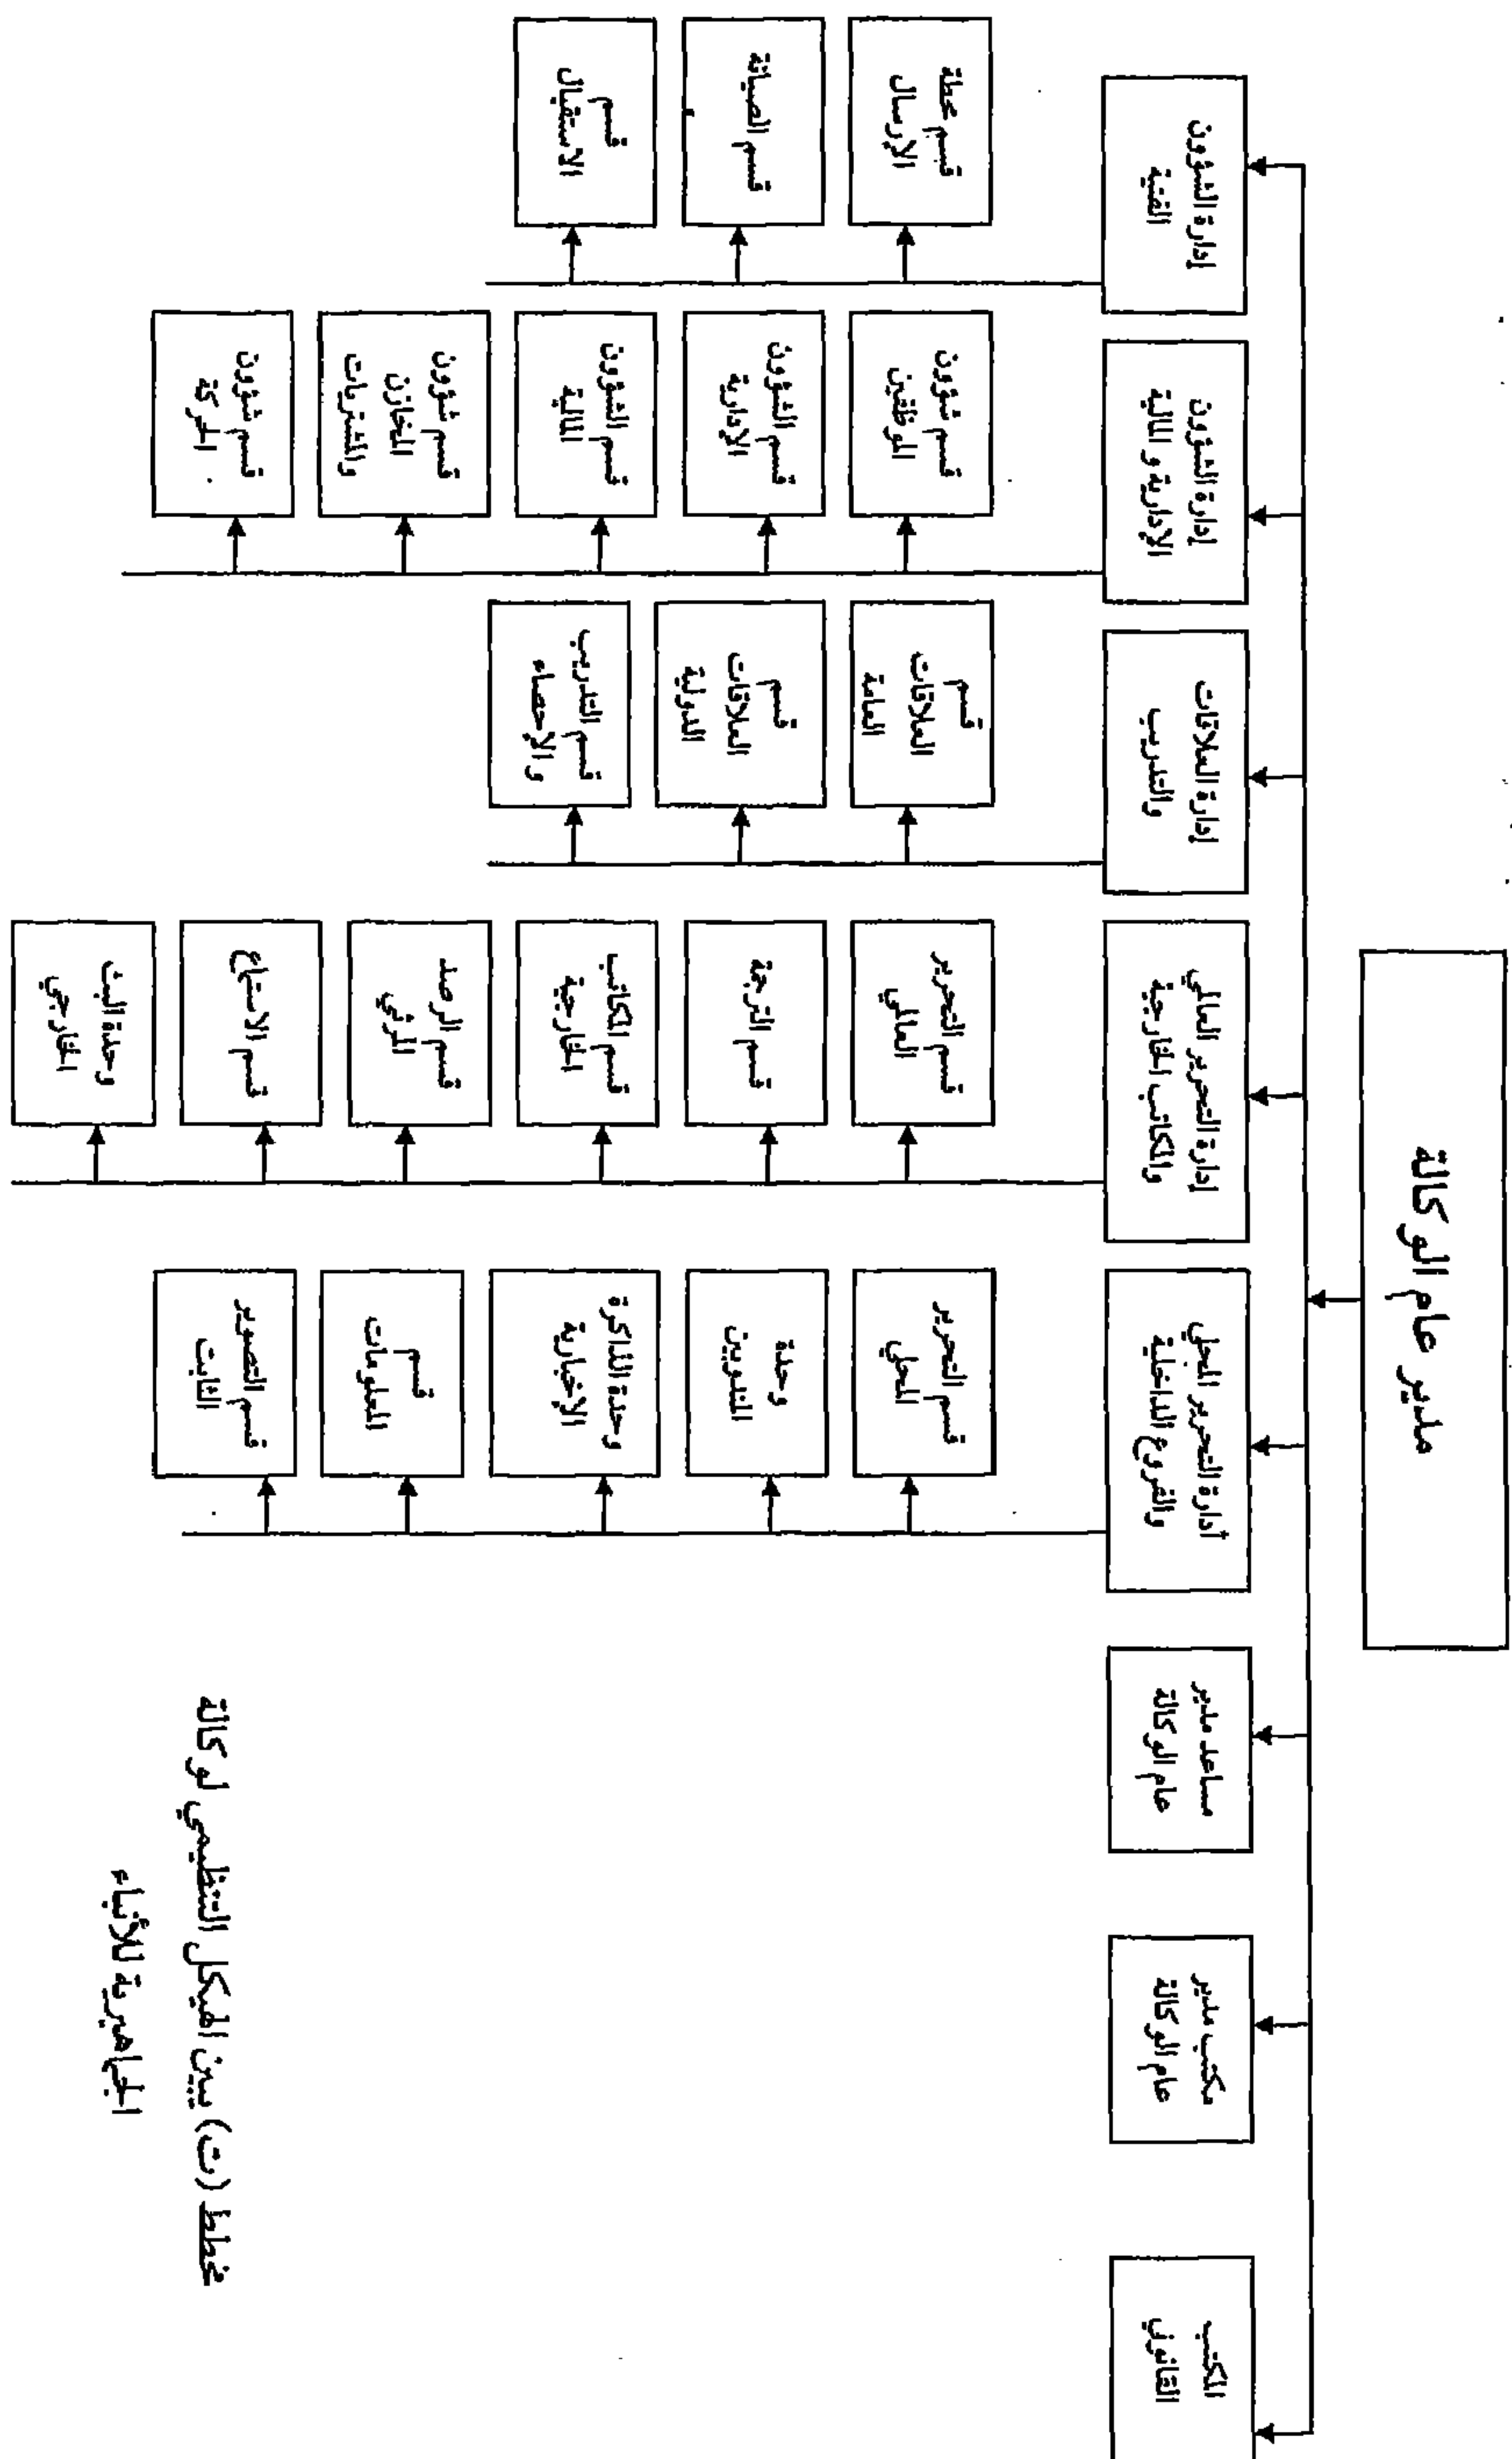 مدير عام الوكالة
المكتب
القانوني
مكتب مدير
عام الوكالة
مساعد مدير
عام الوكالة
أدارة التحرير المحلي
والفروع الداخلية
إدارة التحرير العالمي
والمكاتب الخارجية
إدارة العلاقات
والتدريب
إدارة الشؤون
الإدارية والمالية
إدارة الشؤون
الفنية
قسم التحرير
المحلي
وحدة
المندوبين
وحدة الذاكرة
الإخبارية
قسم
المعلومات
قسم التصوير
الثابت
قسم التحرير
العالمي
قسم الترجمة
قسم المكاتب
الخارجية
قسم الرصد
المرئي
قسم الاستماع
وحدة البث
الخارجي
قسم
العلاقات
العامة
قسم
العلاقات
الدولية
قسم التدريب
والإحصاء
قسم شؤون
الموظفين
قسم الشؤون
الإدارية
قسم الشؤون
المالية
قسم شؤون
المخازن
والمشتريات
قسم شؤون
الحركة
قسم محطة
الإرسال
قسم الصيانة
قسم
الاستقبال
مخطط (ت) يبين الهيكل التنظيمي لوكالة
الجماهيرية للأنباء